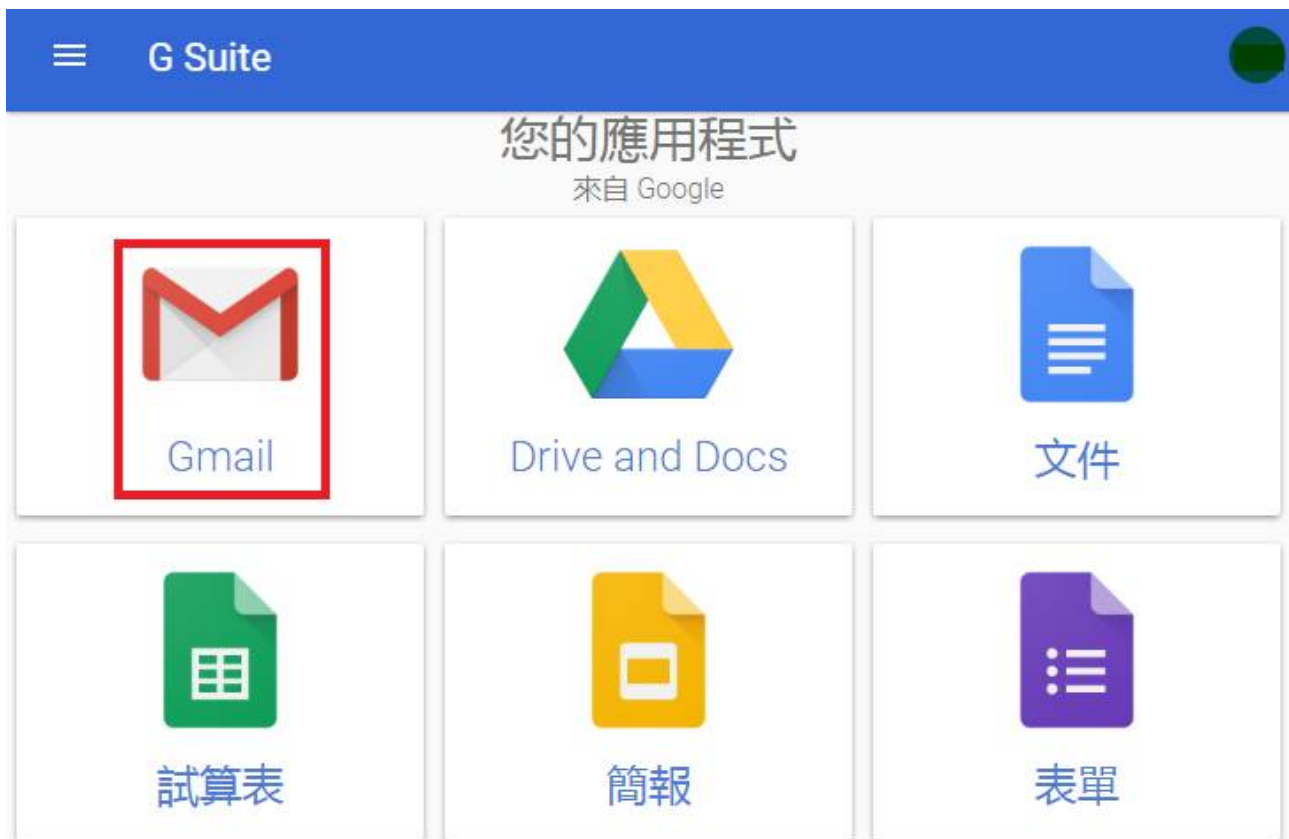 G Suite
您的應用程式
來自 Google
Gmail
Drive and Docs
文件
試算表
簡報
表單